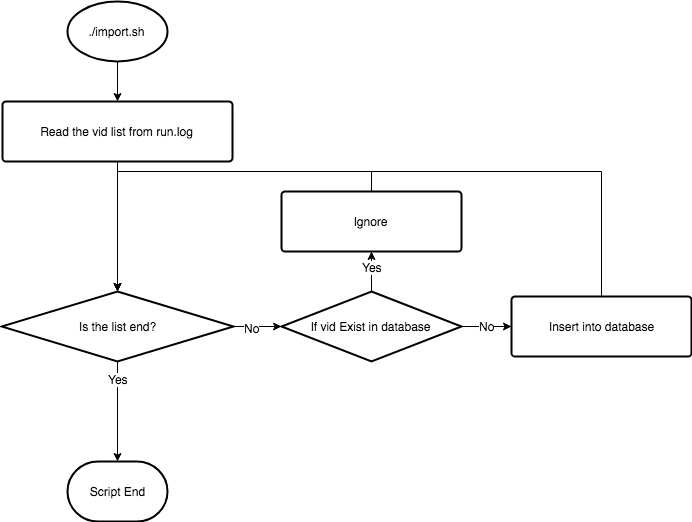 ./import.sh
Read the vid list from run.log
Ignore
Yes
Is the list end?
No
If vid Exist in database
No
Insert into database
Yes
Script End